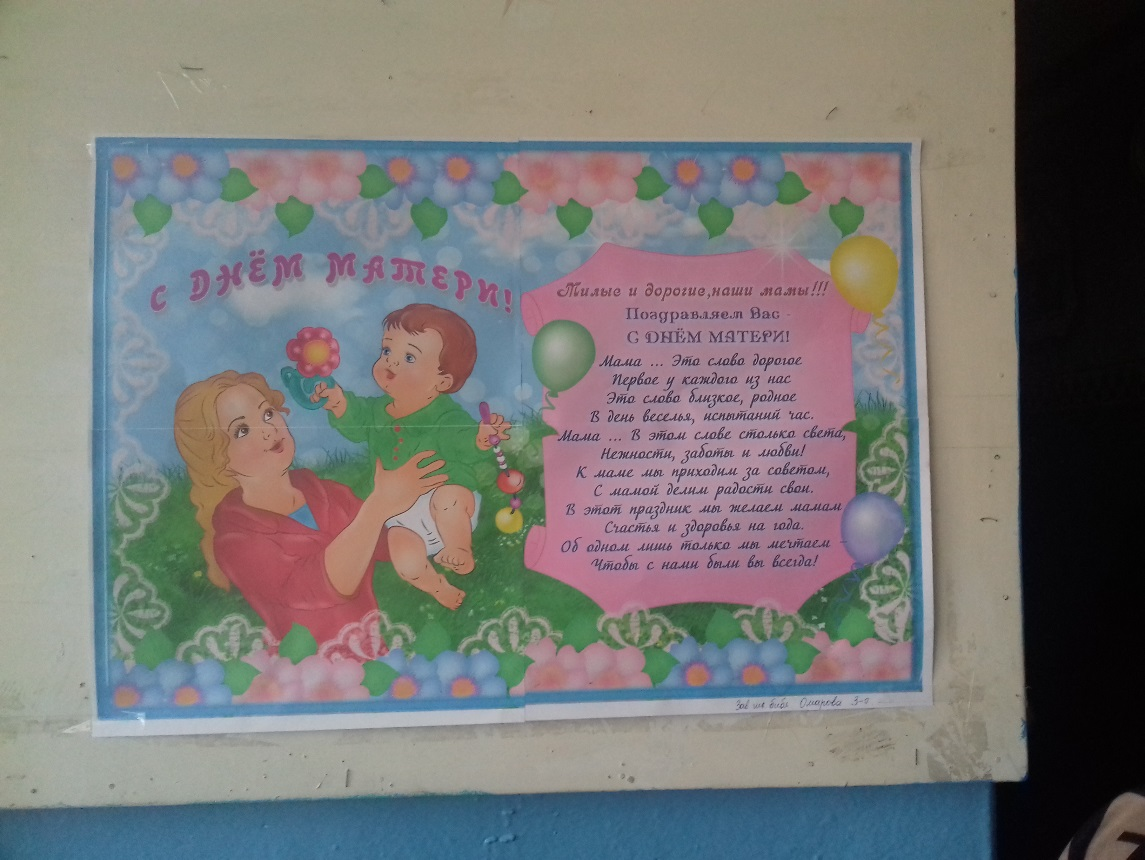 С ДНЁМ МАТЕРИ!
Милые и дорогие,наши мамы!!!
Поздравляем Вас -
С ДНЁМ МАТЕРИ!
Мама ... Это слово дорогое
Первое у каждого из нас
Это слово близкое, родное
В день веселья, испытаний час.
Мама ... В этом слове столько света,
Нежности, заботы и любви!
К маме мы приходим за советом,
С мамой делим радости свои.
В этот праздник мы желаем мамам
Счастья и здоровья на года.
Об одном лишь только мы мечтаем -
Чтобы с нами были вы всегда!
Омарова